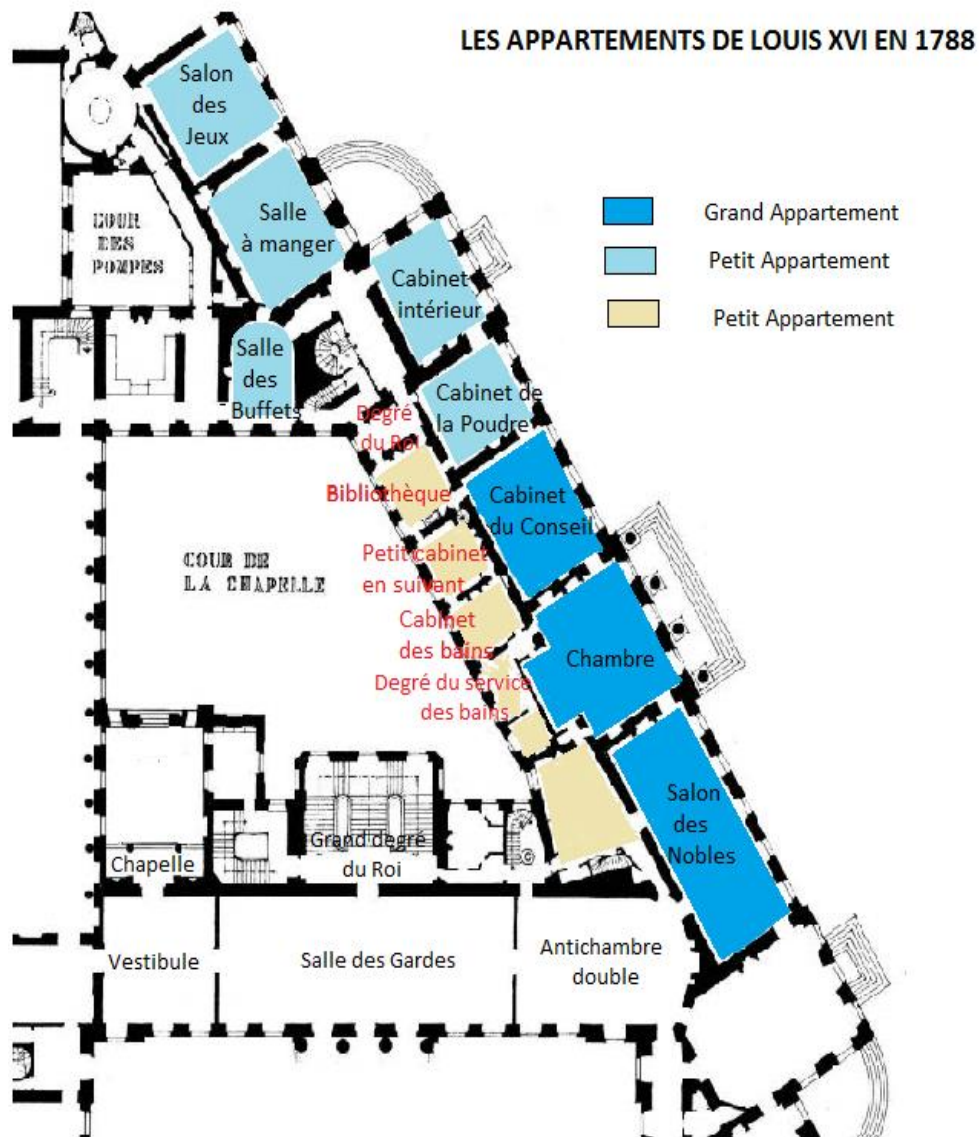 LES APPARTEMENTS DE LOUIS XVI EN 1788
Salon
des
Jeux
Grand Appartement
Petit Appartement
Petit Appartement
COUR
DES
POMPES
Salle
à manger
Cabinet
intérieur
Salle
des
Buffets
Cabinet de
la Poudre
Degré
du Roi
Bibliothèque
Cabinet
du Conseil
COUR DE
LA CHAPELLE
Petit cabinet
en suivant
Cabinet
des bains
Chambre
Degré du service
des bains
Salon
des
Nobles
Grand degré
du Roi
Chapelle
Vestibule
Salle des Gardes
Antichambre
double